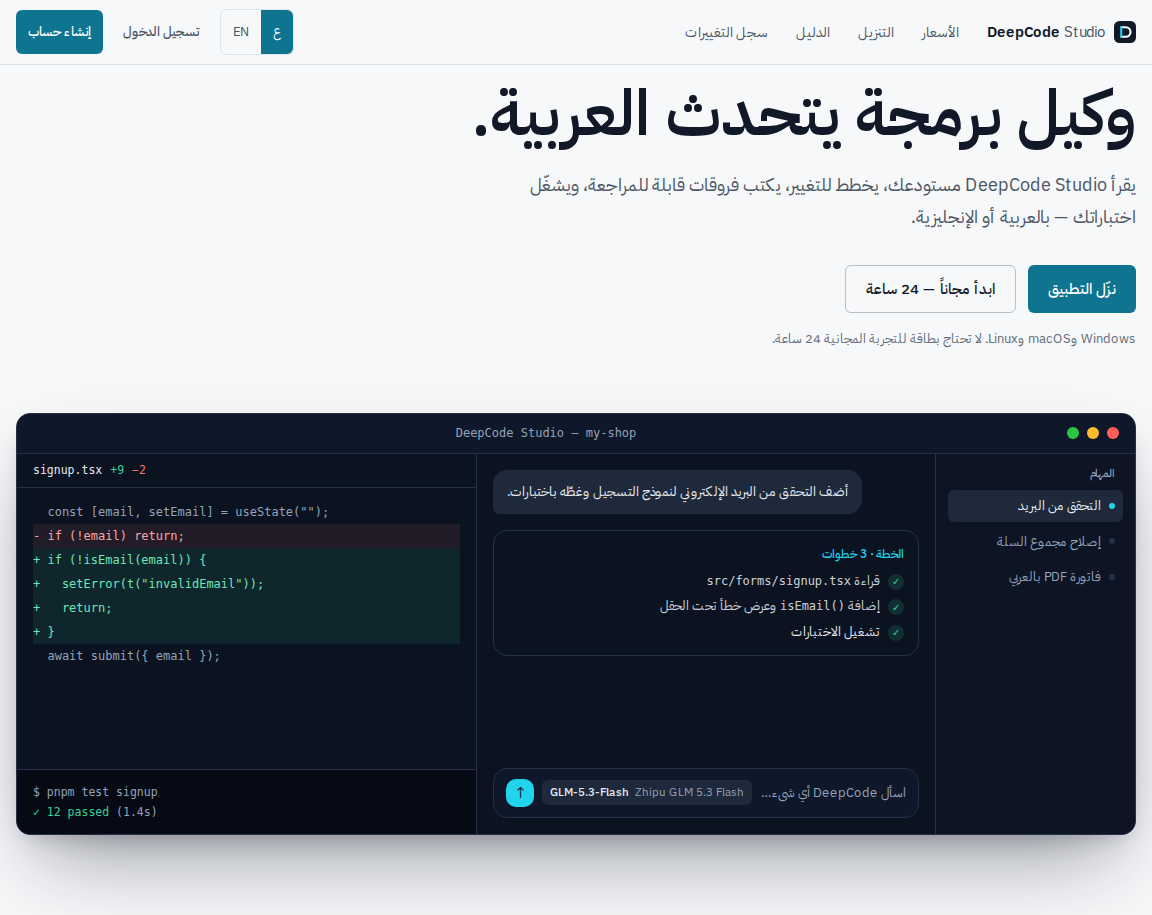 DeepCode Studio
الأسعار
التنزيل
الدليل
سجل التغييرات
ع
EN
تسجيل الدخول
إنشاء حساب
وكيل برمجة يتحدث العربية.
يقرأ DeepCode Studio مستودعك، يخطط للتغيير، يكتب فروقات قابلة للمراجعة، ويشغّل
اختباراتك — بالعربية أو الإنجليزية.
نزّل التطبيق
ابدأ مجاناً — 24 ساعة
Windows وmacOS وLinux. لا تحتاج بطاقة للتجربة المجانية 24 ساعة.
DeepCode Studio — my-shop
المهام
التحقق من البريد
إصلاح مجموع السلة
فاتورة PDF بالعربي
أضف التحقق من البريد الإلكتروني لنموذج التسجيل وغطّه باختبارات.
الخطة · 3 خطوات
✓ قراءة src/forms/signup.tsx
✓ إضافة isEmail() وعرض خطأ تحت الحقل
✓ تشغيل الاختبارات
اسأل DeepCode أي شيء…
GLM-5.3-Flash Zhipu GLM 5.3 Flash
↑
signup.tsx +9 −2
const [email, setEmail] = useState("");
- if (!email) return;
+ if (!isEmail(email)) {
+   setError(t("invalidEmail"));
+   return;
+ }
await submit({ email });
$ pnpm test signup
✓ 12 passed (1.4s)